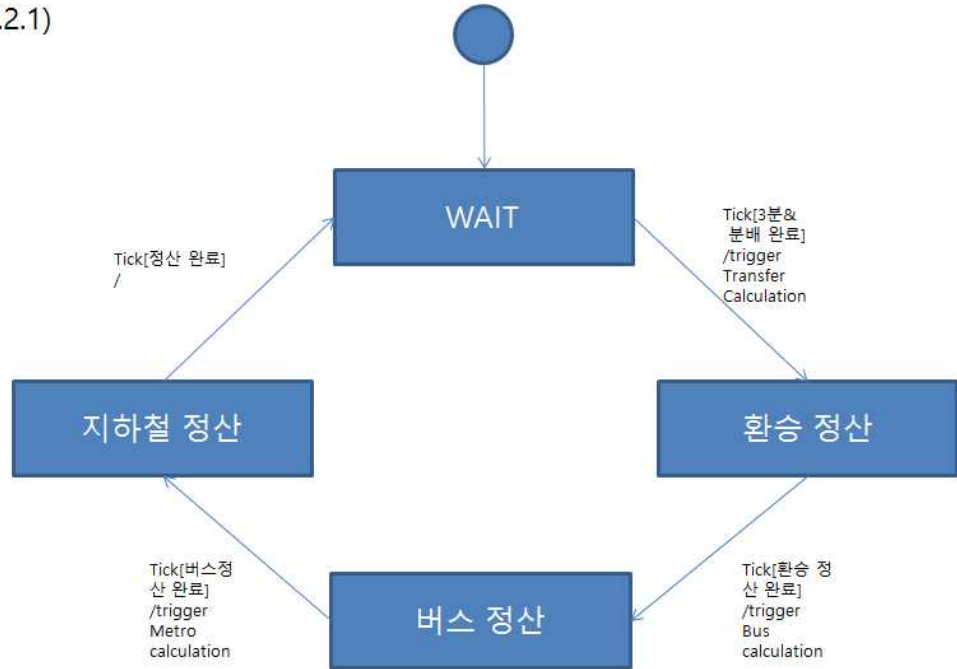 .2.1)
WAIT
Tick[3분&
분배 완료]
/trigger
Transfer
Calculation
Tick[정산 완료]
/
지하철 정산
환승 정산
Tick[버스정
산 완료]
/trigger
Metro
calculation
버스 정산
Tick[환승 정
산 완료]
/trigger
Bus
calculation